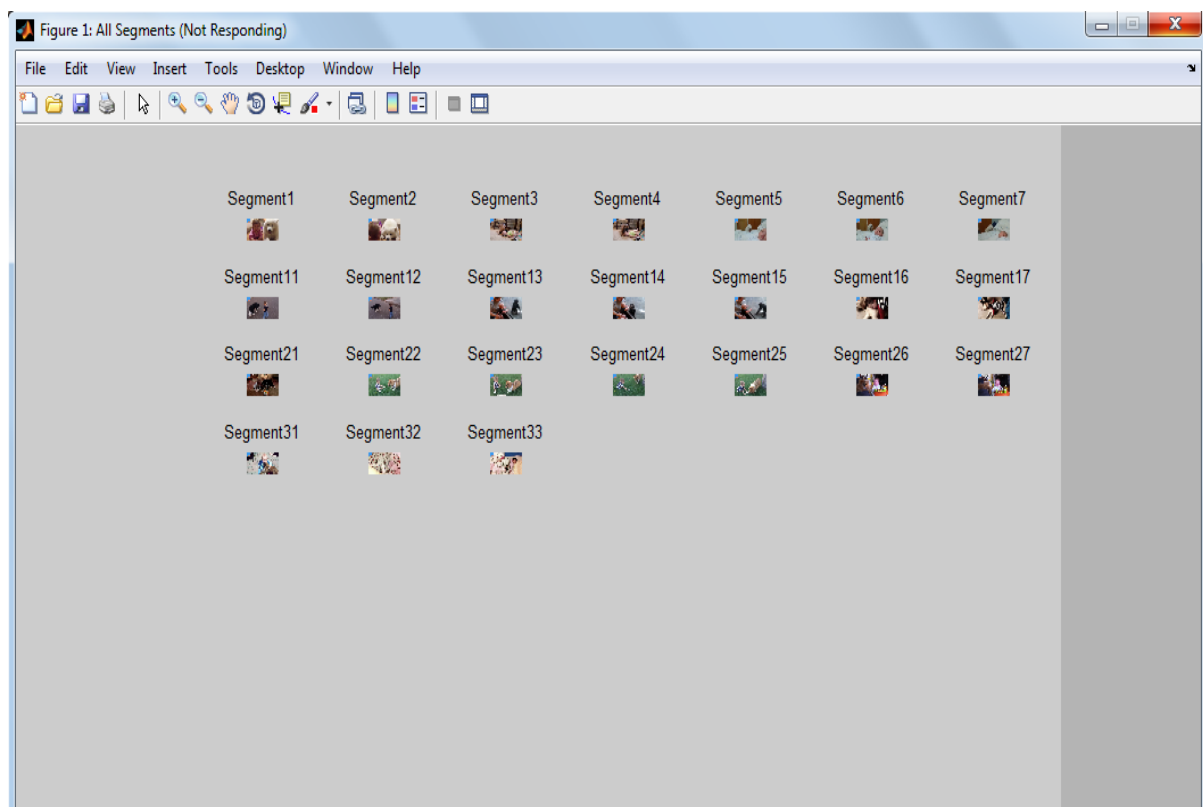 Figure 1: All Segments (Not Responding)
File Edit View Insert Tools Desktop Window Help
Segment1 Segment2 Segment3 Segment4 Segment5 Segment6 Segment7
Segment11 Segment12 Segment13 Segment14 Segment15 Segment16 Segment17
Segment21 Segment22 Segment23 Segment24 Segment25 Segment26 Segment27
Segment31 Segment32 Segment33